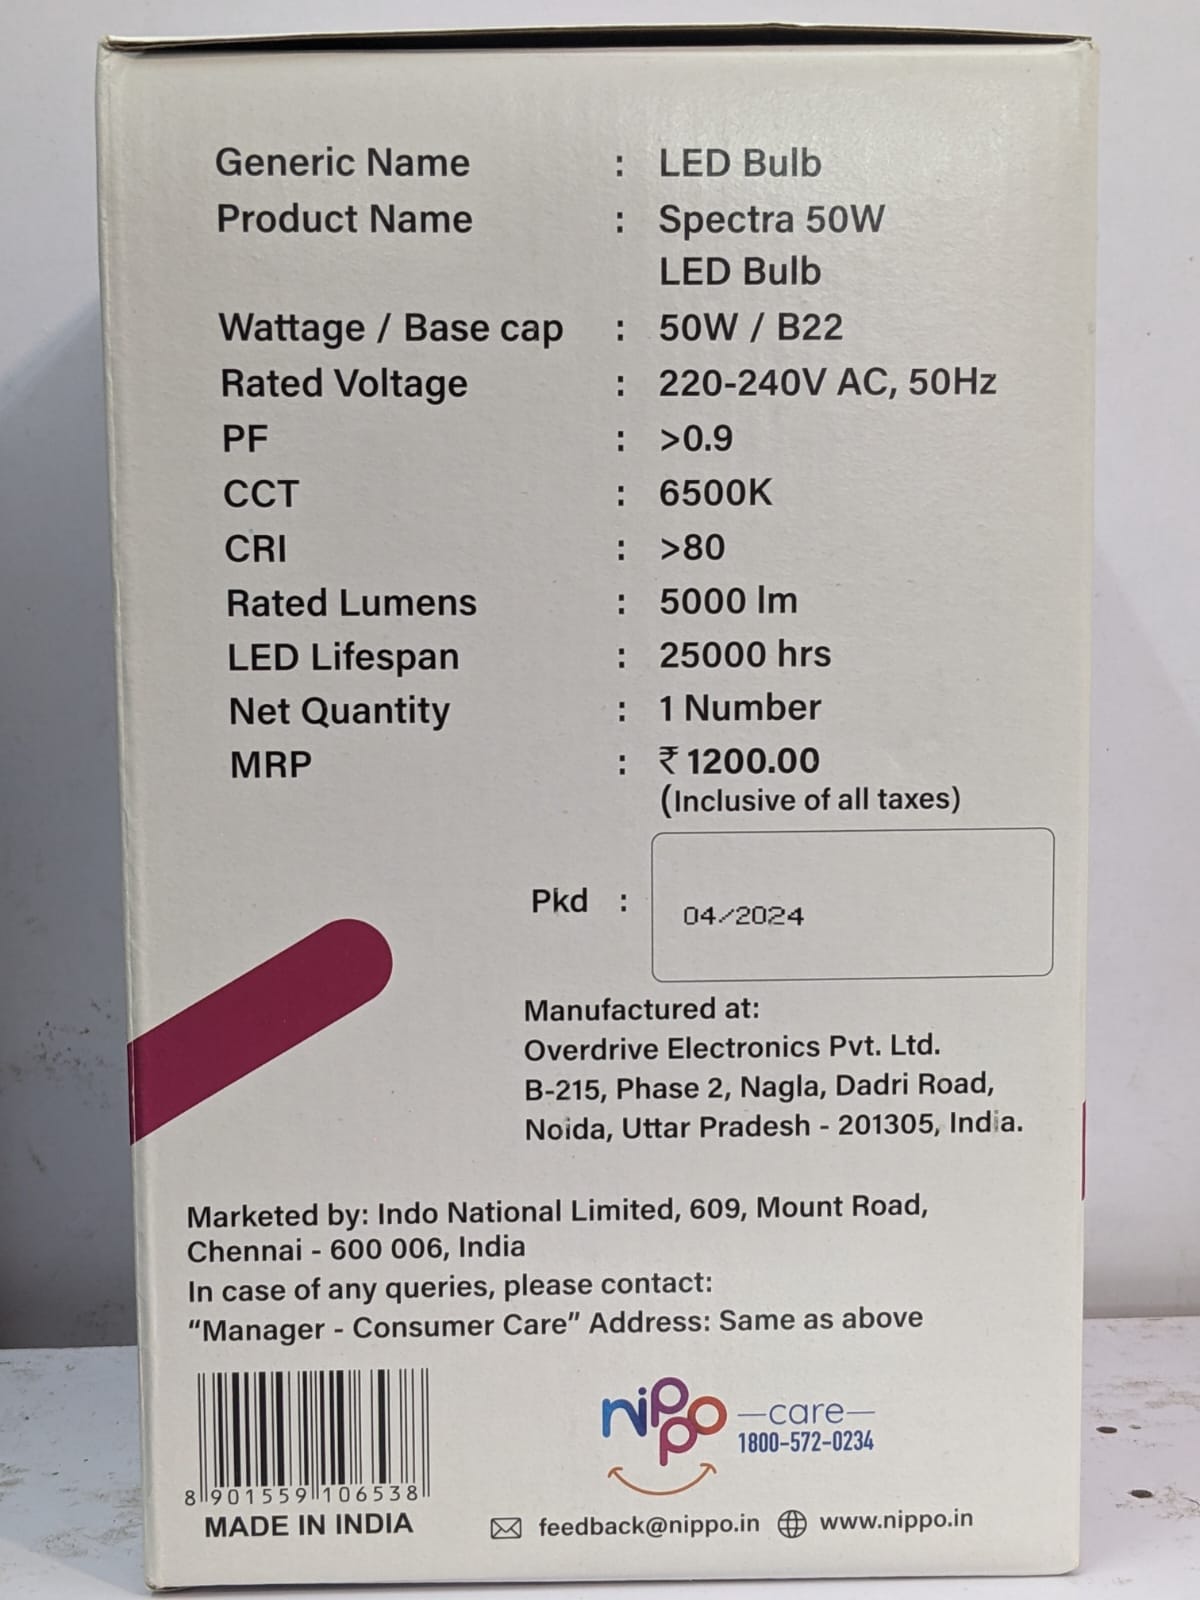 Generic Name : LED Bulb
Product Name : Spectra 50W
LED Bulb
Wattage / Base cap : 50W / B22
Rated Voltage : 220-240V AC, 50Hz
PF : >0.9
CCT : 6500K
CRI : >80
Rated Lumens : 5000 lm
LED Lifespan : 25000 hrs
Net Quantity : 1 Number
MRP : ₹ 1200.00
(Inclusive of all taxes)
Pkd : 04/2024
Manufactured at:
Overdrive Electronics Pvt. Ltd.
B-215, Phase 2, Nagla, Dadri Road,
Noida, Uttar Pradesh - 201305, India.
Marketed by: Indo National Limited, 609, Mount Road,
Chennai - 600 006, India
In case of any queries, please contact:
“Manager - Consumer Care” Address: Same as above
nippo care
1800-572-0234
8 901559 106538
MADE IN INDIA
feedback@nippo.in www.nippo.in